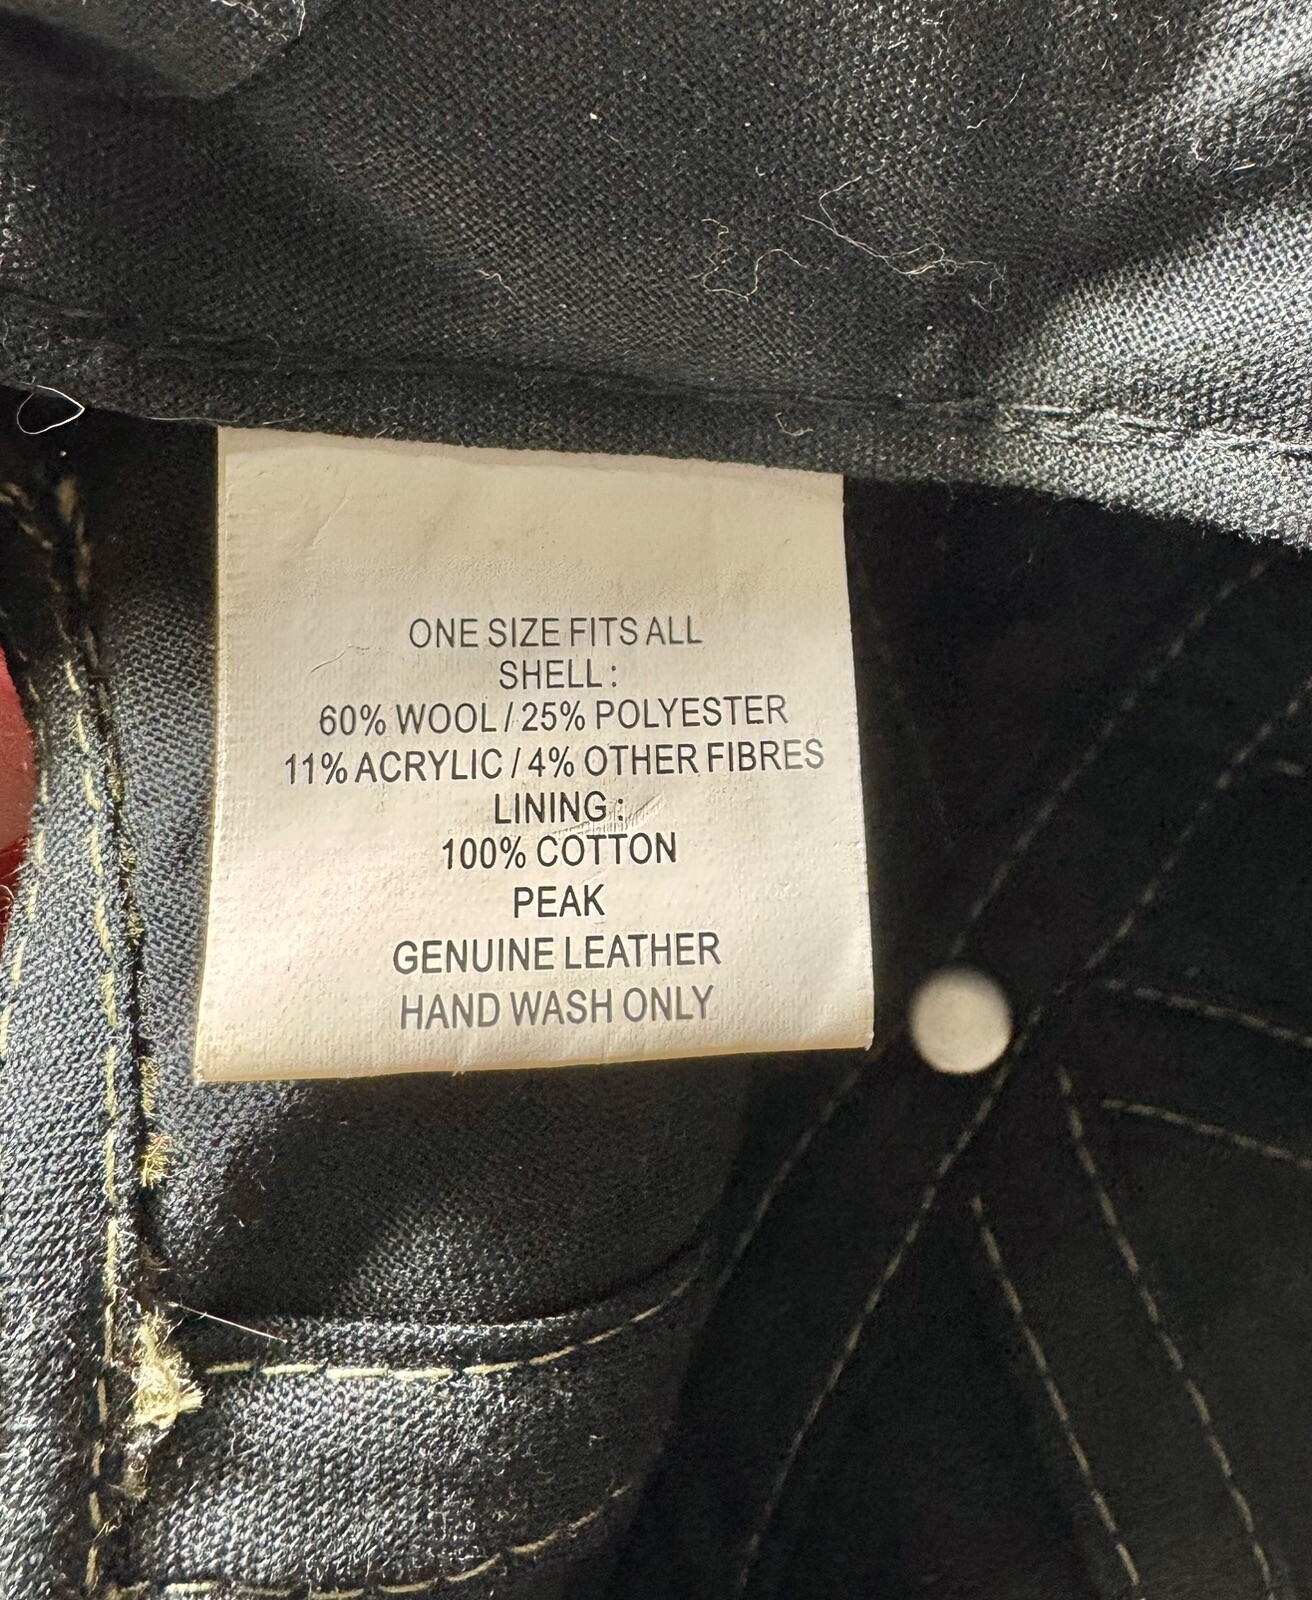 ONE SIZE FITS ALL
SHELL :
60% WOOL / 25% POLYESTER
11% ACRYLIC / 4% OTHER FIBRES
LINING :
100% COTTON
PEAK
GENUINE LEATHER
HAND WASH ONLY